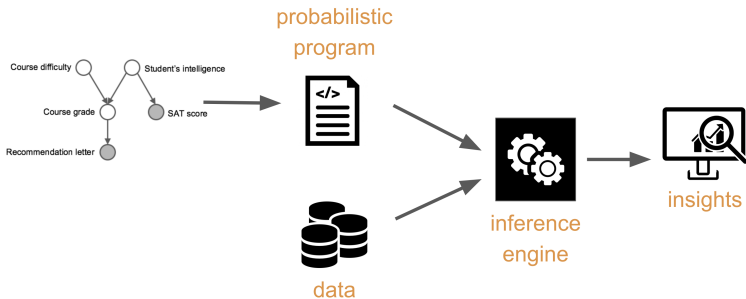 probabilistic
program
Course difficulty
Student's intelligence
</>
Course grade
SAT score
Recommendation letter
insights
inference
engine
data